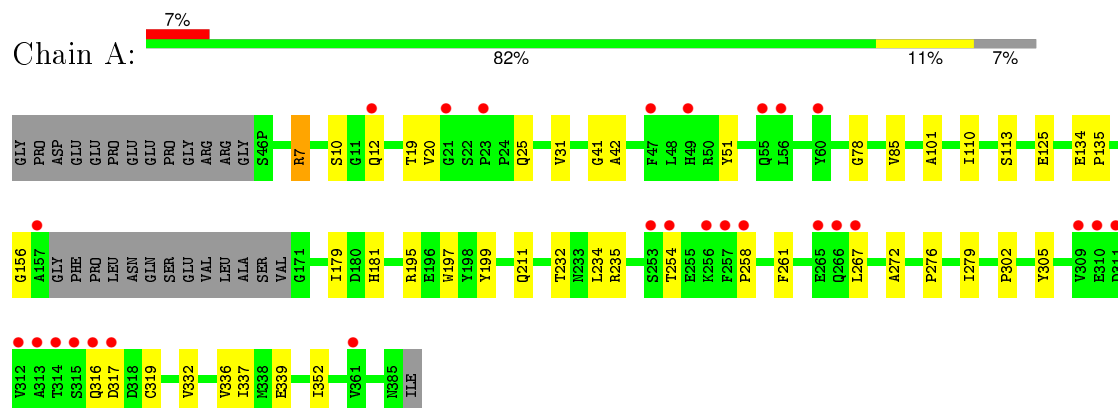 7%
Chain A:
82% 11% 7%
GLY PRO ASP GLU GLU PRO GLU GLU PRO GLY ARG ARG GLY S46P R7 S10 G11 Q12 T19 V20 G21 S22 P23 P24 Q25 V31 G41 A42 F47 L48 H49 R50 Y51 Q55 L56 Y60 G78 V85 A101 I110 S113 E125 E134 P135
G156 A157 GLY PHE PRO LEU ASN GLN SER GLU VAL LEU ALA SER VAL G171 I179 D180 H181 R195 E196 W197 Y198 Y199 Q211 T232 N233 L234 R235 S253 T254 E255 K256 F257 P258 F261 E265 Q266 L267 A272 P276 I279 P302 Y305 V309 E310
V312 A313 T314 S315 Q316 D317 D318 C319 V332 V336 I337 M338 E339 I352 V361 N385 ILE